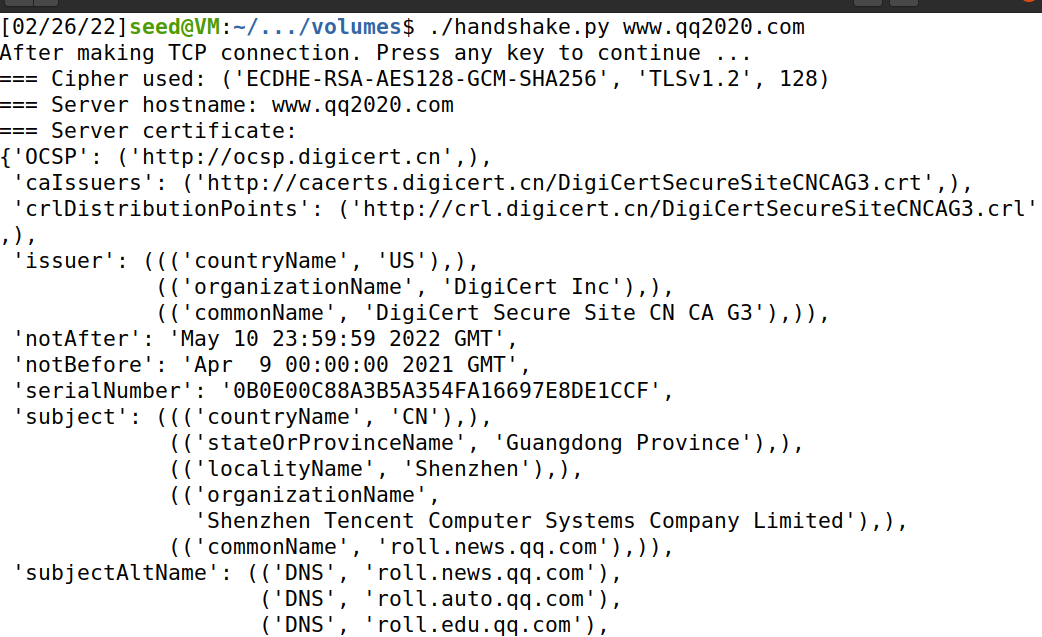 [02/26/22]seed@VM:~/.../volumes$ ./handshake.py www.qq2020.com
After making TCP connection. Press any key to continue ...
=== Cipher used: ('ECDHE-RSA-AES128-GCM-SHA256', 'TLSv1.2', 128)
=== Server hostname: www.qq2020.com
=== Server certificate:
{'OCSP': ('http://ocsp.digicert.cn',),
 'caIssuers': ('http://cacerts.digicert.cn/DigiCertSecureSiteCNCAG3.crt',),
 'crlDistributionPoints': ('http://crl.digicert.cn/DigiCertSecureSiteCNCAG3.crl'
,),
 'issuer': ((('countryName', 'US'),),
            (('organizationName', 'DigiCert Inc'),),
            (('commonName', 'DigiCert Secure Site CN CA G3'),)),
 'notAfter': 'May 10 23:59:59 2022 GMT',
 'notBefore': 'Apr  9 00:00:00 2021 GMT',
 'serialNumber': '0B0E00C88A3B5A354FA16697E8DE1CCF',
 'subject': ((('countryName', 'CN'),),
             (('stateOrProvinceName', 'Guangdong Province'),),
             (('localityName', 'Shenzhen'),),
             (('organizationName',
               'Shenzhen Tencent Computer Systems Company Limited'),),
             (('commonName', 'roll.news.qq.com'),)),
 'subjectAltName': (('DNS', 'roll.news.qq.com'),
                    ('DNS', 'roll.auto.qq.com'),
                    ('DNS', 'roll.edu.qq.com'),